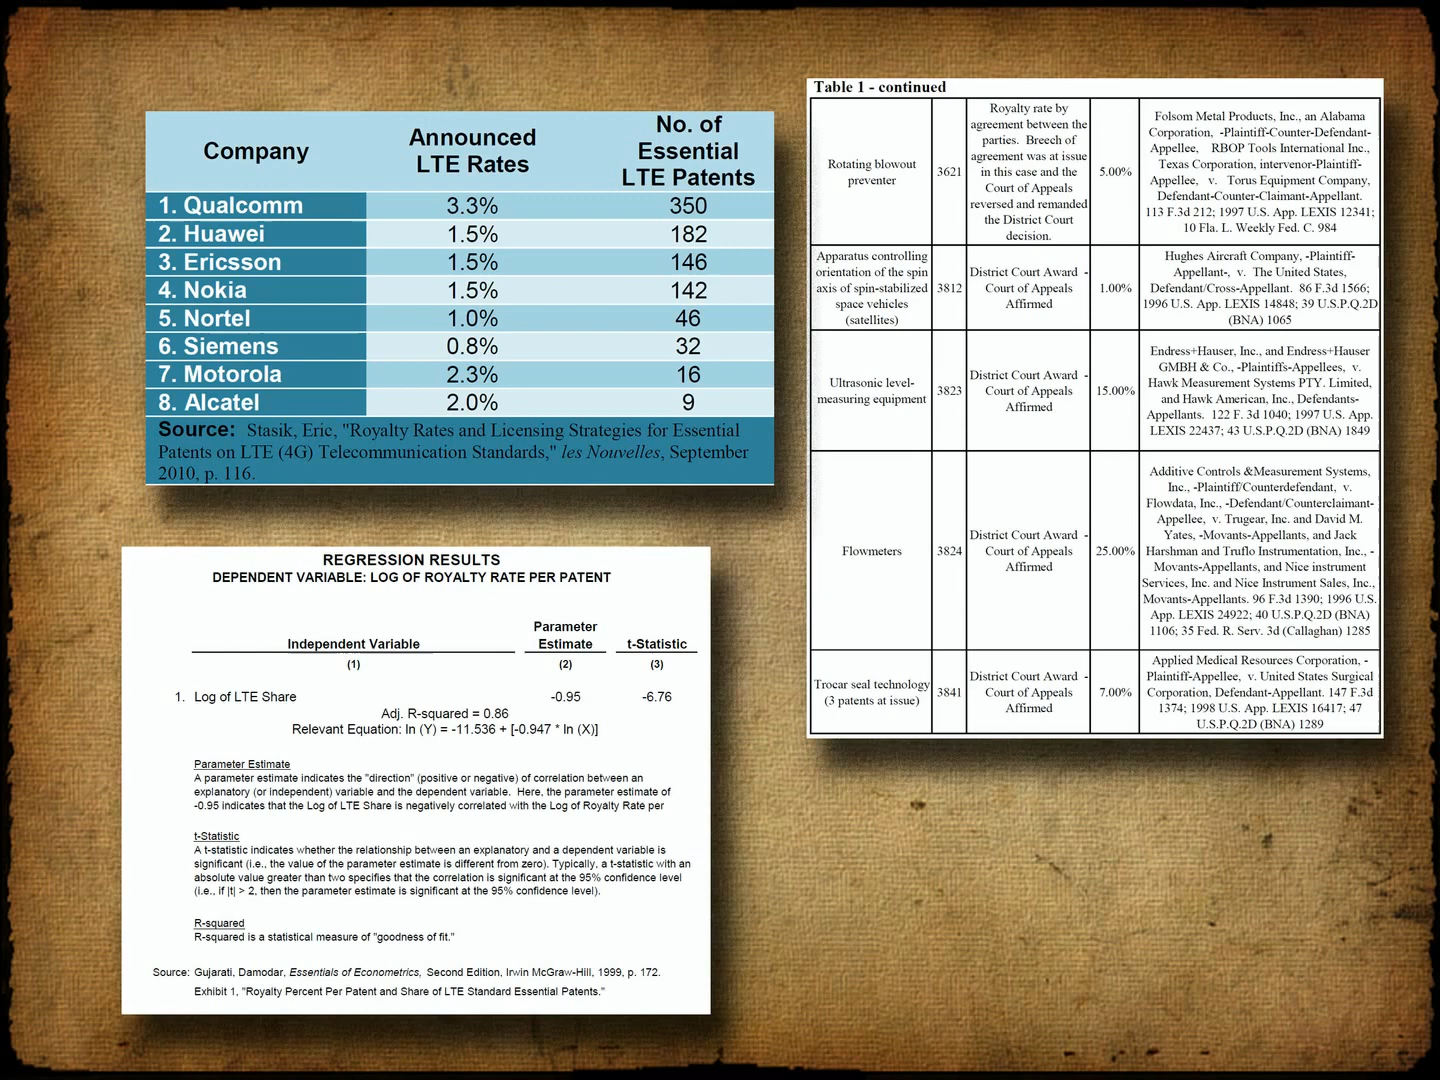 Company
Announced
LTE Rates
No. of
Essential
LTE Patents
1. Qualcomm 3.3% 350
2. Huawei 1.5% 182
3. Ericsson 1.5% 146
4. Nokia 1.5% 142
5. Nortel 1.0% 46
6. Siemens 0.8% 32
7. Motorola 2.3% 16
8. Alcatel 2.0% 9
Source: Stasik, Eric, "Royalty Rates and Licensing Strategies for Essential
Patents on LTE (4G) Telecommunication Standards," les Nouvelles, September
2010, p. 116.
REGRESSION RESULTS
DEPENDENT VARIABLE: LOG OF ROYALTY RATE PER PATENT
Parameter
Independent Variable Estimate t-Statistic
(1) (2) (3)
1. Log of LTE Share -0.95 -6.76
Adj. R-squared = 0.86
Relevant Equation: ln (Y) = -11.536 + [-0.947 * ln (X)]
Parameter Estimate
A parameter estimate indicates the "direction" (positive or negative) of correlation between an
explanatory (or independent) variable and the dependent variable. Here, the parameter estimate of
-0.95 indicates that the Log of LTE Share is negatively correlated with the Log of Royalty Rate per
t-Statistic
A t-statistic indicates whether the relationship between an explanatory and a dependent variable is
significant (i.e., the value of the parameter estimate is different from zero). Typically, a t-statistic with an
absolute value greater than two specifies that the correlation is significant at the 95% confidence level
(i.e., if |t| > 2, then the parameter estimate is significant at the 95% confidence level).
R-squared
R-squared is a statistical measure of "goodness of fit."
Source: Gujarati, Damodar, Essentials of Econometrics, Second Edition, Irwin McGraw-Hill, 1999, p. 172.
Exhibit 1, "Royalty Percent Per Patent and Share of LTE Standard Essential Patents."
Table 1 - continued
Rotating blowout
preventer
3621
Royalty rate by
agreement between the
parties. Breech of
agreement was at issue
in this case and the
Court of Appeals
reversed and remanded
the District Court
decision.
5.00%
Folsom Metal Products, Inc., an Alabama
Corporation, -Plaintiff-Counter-Defendant-
Appellee, RBOP Tools International Inc.,
Texas Corporation, intervenor-Plaintiff-
Appellee, v. Torus Equipment Company,
Defendant-Counter-Claimant-Appellant.
113 F.3d 212; 1997 U.S. App. LEXIS 12341;
10 Fla. L. Weekly Fed. C. 984
Apparatus controlling
orientation of the spin
axis of spin-stabilized
space vehicles
(satellites)
3812
District Court Award -
Court of Appeals
Affirmed
1.00%
Hughes Aircraft Company, -Plaintiff-
Appellant-, v. The United States,
Defendant/Cross-Appellant. 86 F.3d 1566;
1996 U.S. App. LEXIS 14848; 39 U.S.P.Q.2D
(BNA) 1065
Ultrasonic level-
measuring equipment
3823
District Court Award -
Court of Appeals
Affirmed
15.00%
Endress+Hauser, Inc., and Endress+Hauser
GMBH & Co., -Plaintiffs-Appellees, v.
Hawk Measurement Systems PTY. Limited,
and Hawk American, Inc., Defendants-
Appellants. 122 F. 3d 1040; 1997 U.S. App.
LEXIS 22437; 43 U.S.P.Q.2D (BNA) 1849
Flowmeters
3824
District Court Award -
Court of Appeals
Affirmed
25.00%
Additive Controls &Measurement Systems,
Inc., -Plaintiff/Counterdefendant, v.
Flowdata, Inc., -Defendant/Counterclaimant-
Appellee, v. Trugear, Inc. and David M.
Yates, -Movants-Appellants, and Jack
Harshman and Truflo Instrumentation, Inc., -
Movants-Appellants, and Nice instrument
Services, Inc. and Nice Instrument Sales, Inc.,
Movants-Appellants. 96 F.3d 1390; 1996 U.S.
App. LEXIS 24922; 40 U.S.P.Q.2D (BNA)
1106; 35 Fed. R. Serv. 3d (Callaghan) 1285
Trocar seal technology
(3 patents at issue)
3841
District Court Award -
Court of Appeals
Affirmed
7.00%
Applied Medical Resources Corporation, -
Plaintiff-Appellee, v. United States Surgical
Corporation, Defendant-Appellant. 147 F.3d
1374; 1998 U.S. App. LEXIS 16417; 47
U.S.P.Q.2D (BNA) 1289